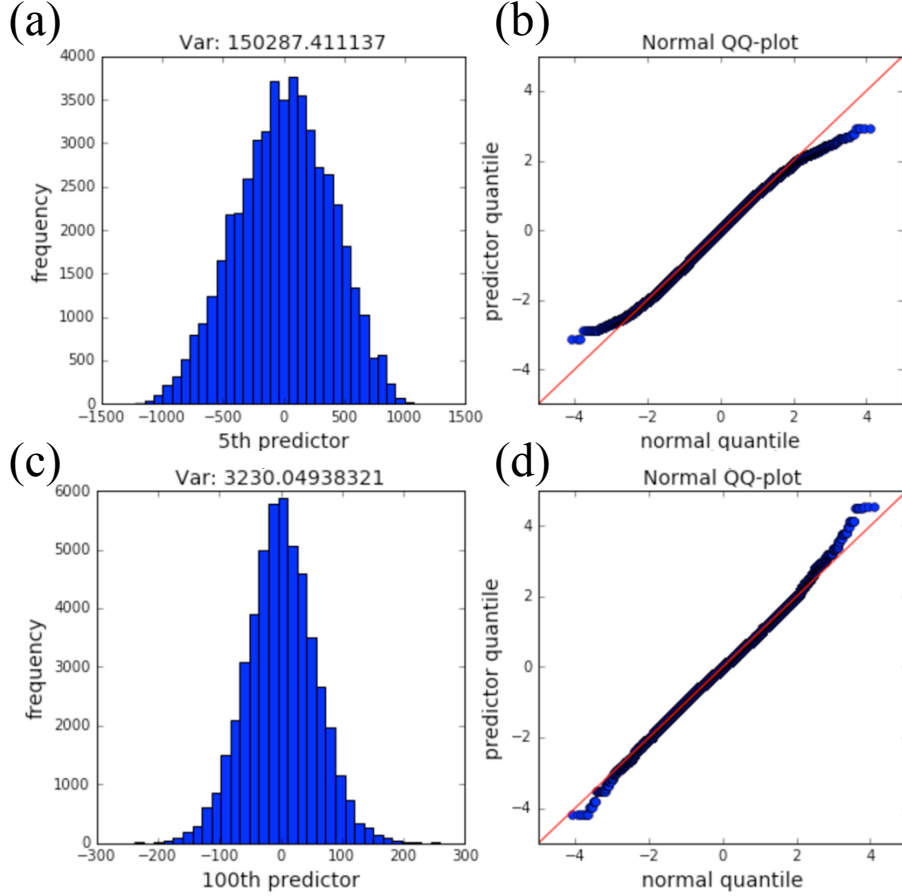 (a)
Var: 150287.411137
4000
3500
3000
2500
2000
1500
1000
500
0
frequency
−1500 −1000 −500 0 500 1000 1500
5th predictor
(b)
Normal QQ-plot
4
2
0
−2
−4
predictor quantile
−4 −2 0 2 4
normal quantile
(c)
Var: 3230.04938321
6000
5000
4000
3000
2000
1000
0
frequency
−300 −200 −100 0 100 200 300
100th predictor
(d)
Normal QQ-plot
4
2
0
−2
−4
predictor quantile
−4 −2 0 2 4
normal quantile